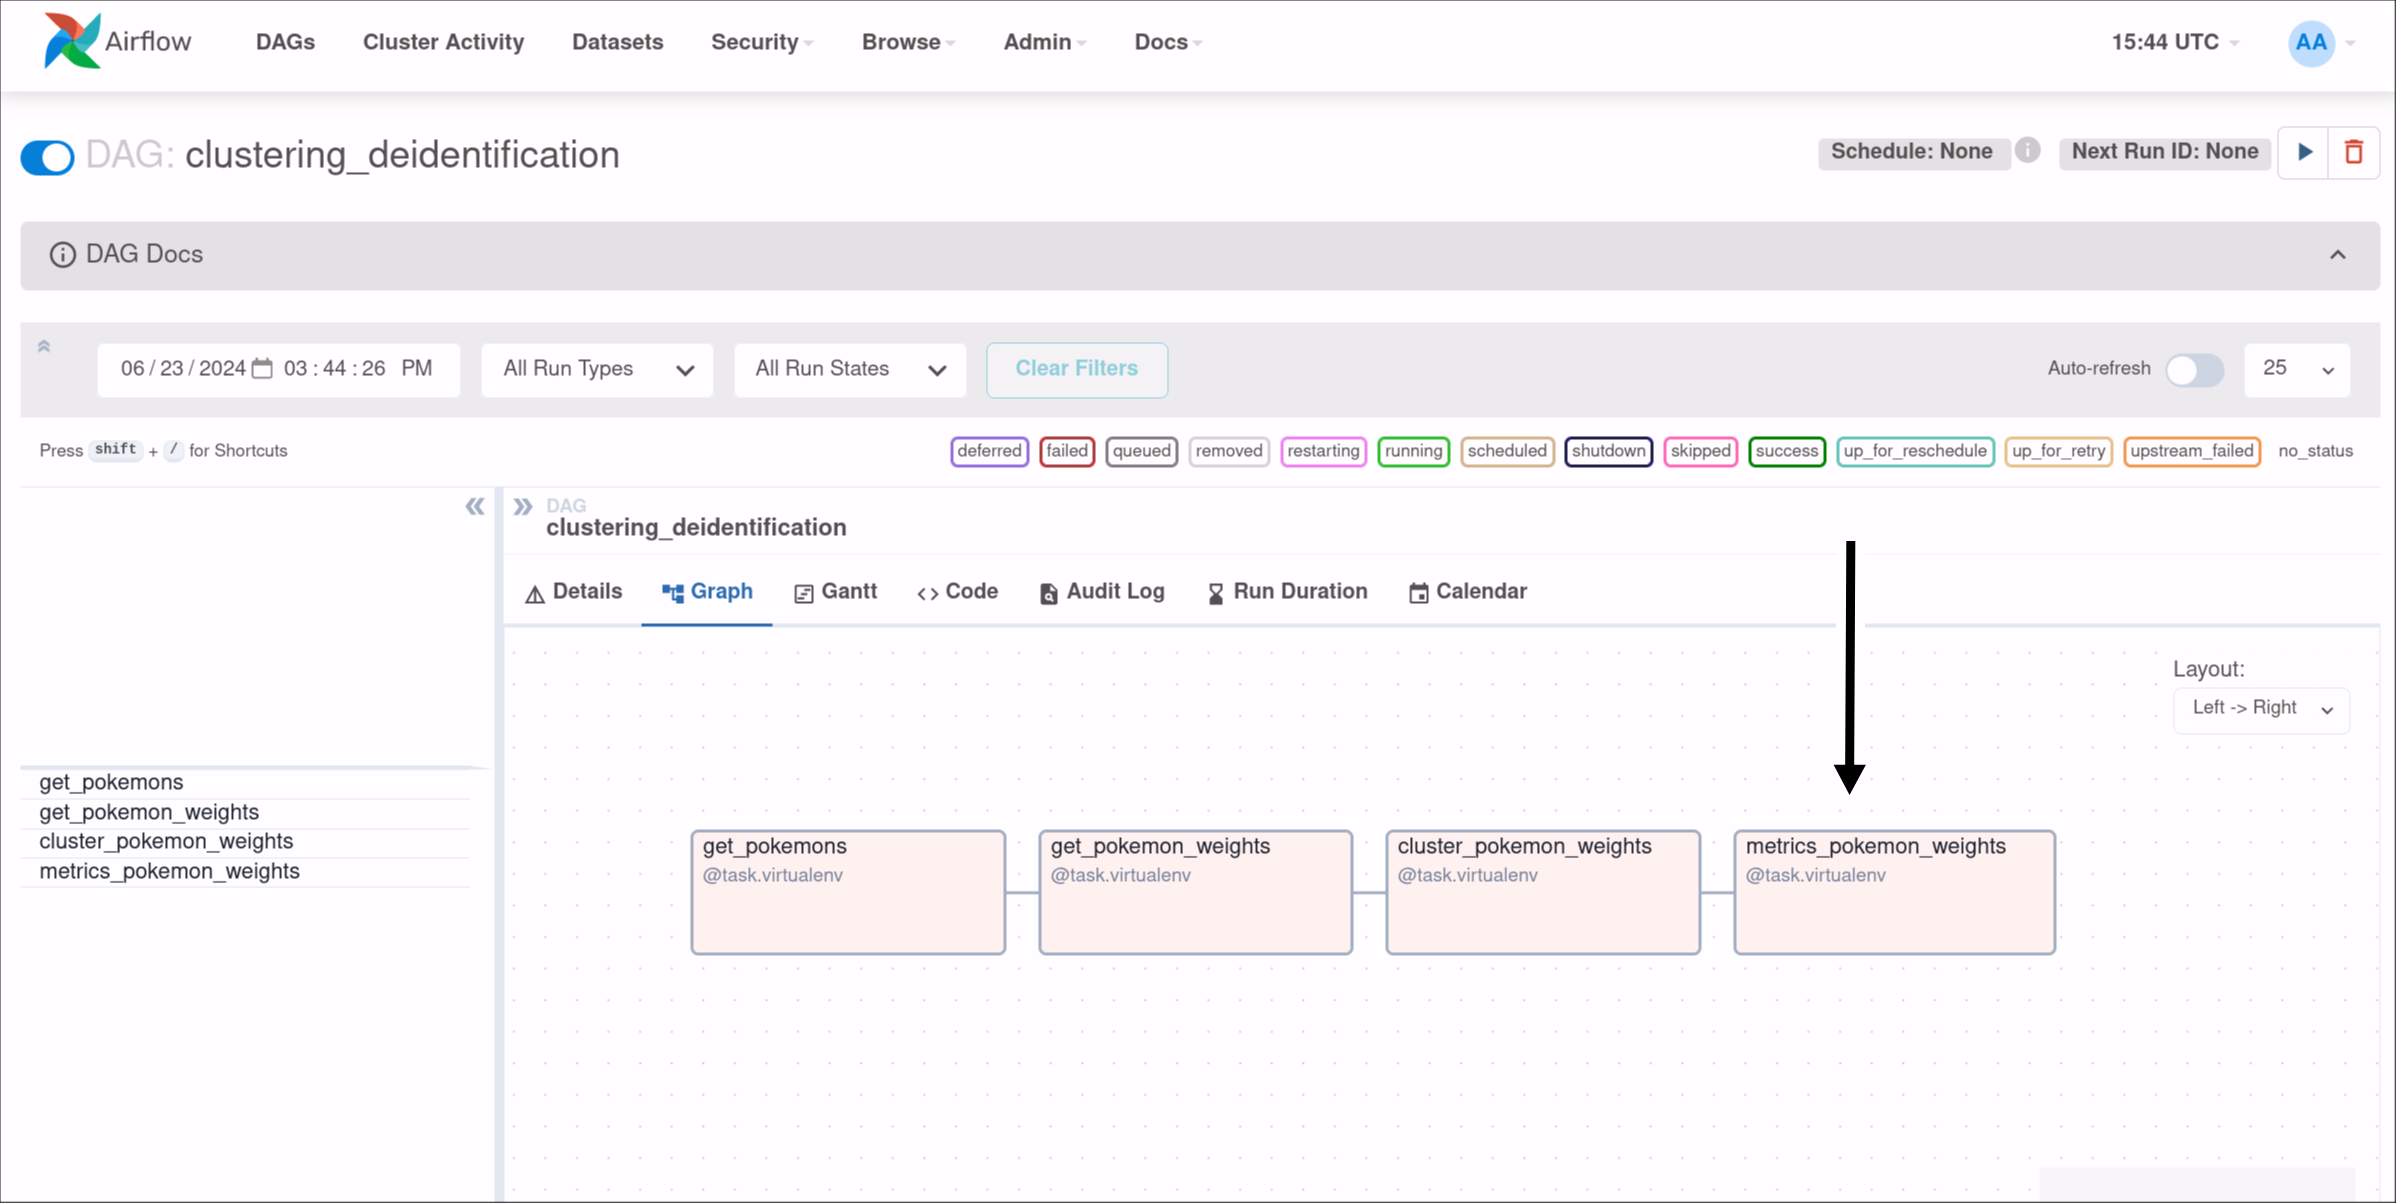 Airflow DAGs Cluster Activity Datasets Security Browse Admin Docs 15:44 UTC AA
DAG: clustering_deidentification Schedule: None Next Run ID: None
DAG Docs
06 / 23 / 2024 03 : 44 : 26 PM All Run Types All Run States Clear Filters Auto-refresh 25
Press shift + / for Shortcuts deferred failed queued removed restarting running scheduled shutdown skipped success up_for_reschedule up_for_retry upstream_failed no_status
DAG
clustering_deidentification
Details Graph Gantt Code Audit Log Run Duration Calendar
Layout:
Left -> Right
get_pokemons
get_pokemon_weights
cluster_pokemon_weights
metrics_pokemon_weights
get_pokemons
@task.virtualenv
get_pokemon_weights
@task.virtualenv
cluster_pokemon_weights
@task.virtualenv
metrics_pokemon_weights
@task.virtualenv